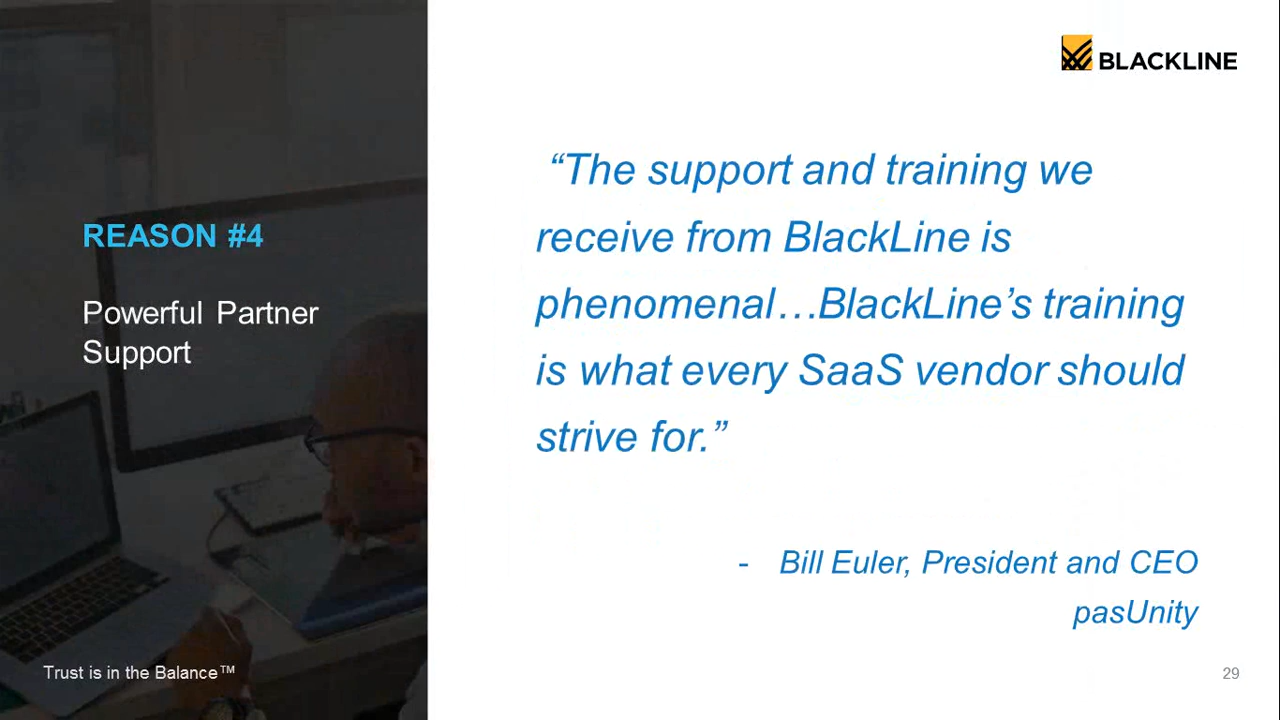 BLACKLINE
REASON #4
Powerful Partner
Support
“The support and training we
receive from BlackLine is
phenomenal…BlackLine’s training
is what every SaaS vendor should
strive for.”
- Bill Euler, President and CEO
pasUnity
Trust is in the Balance™
29